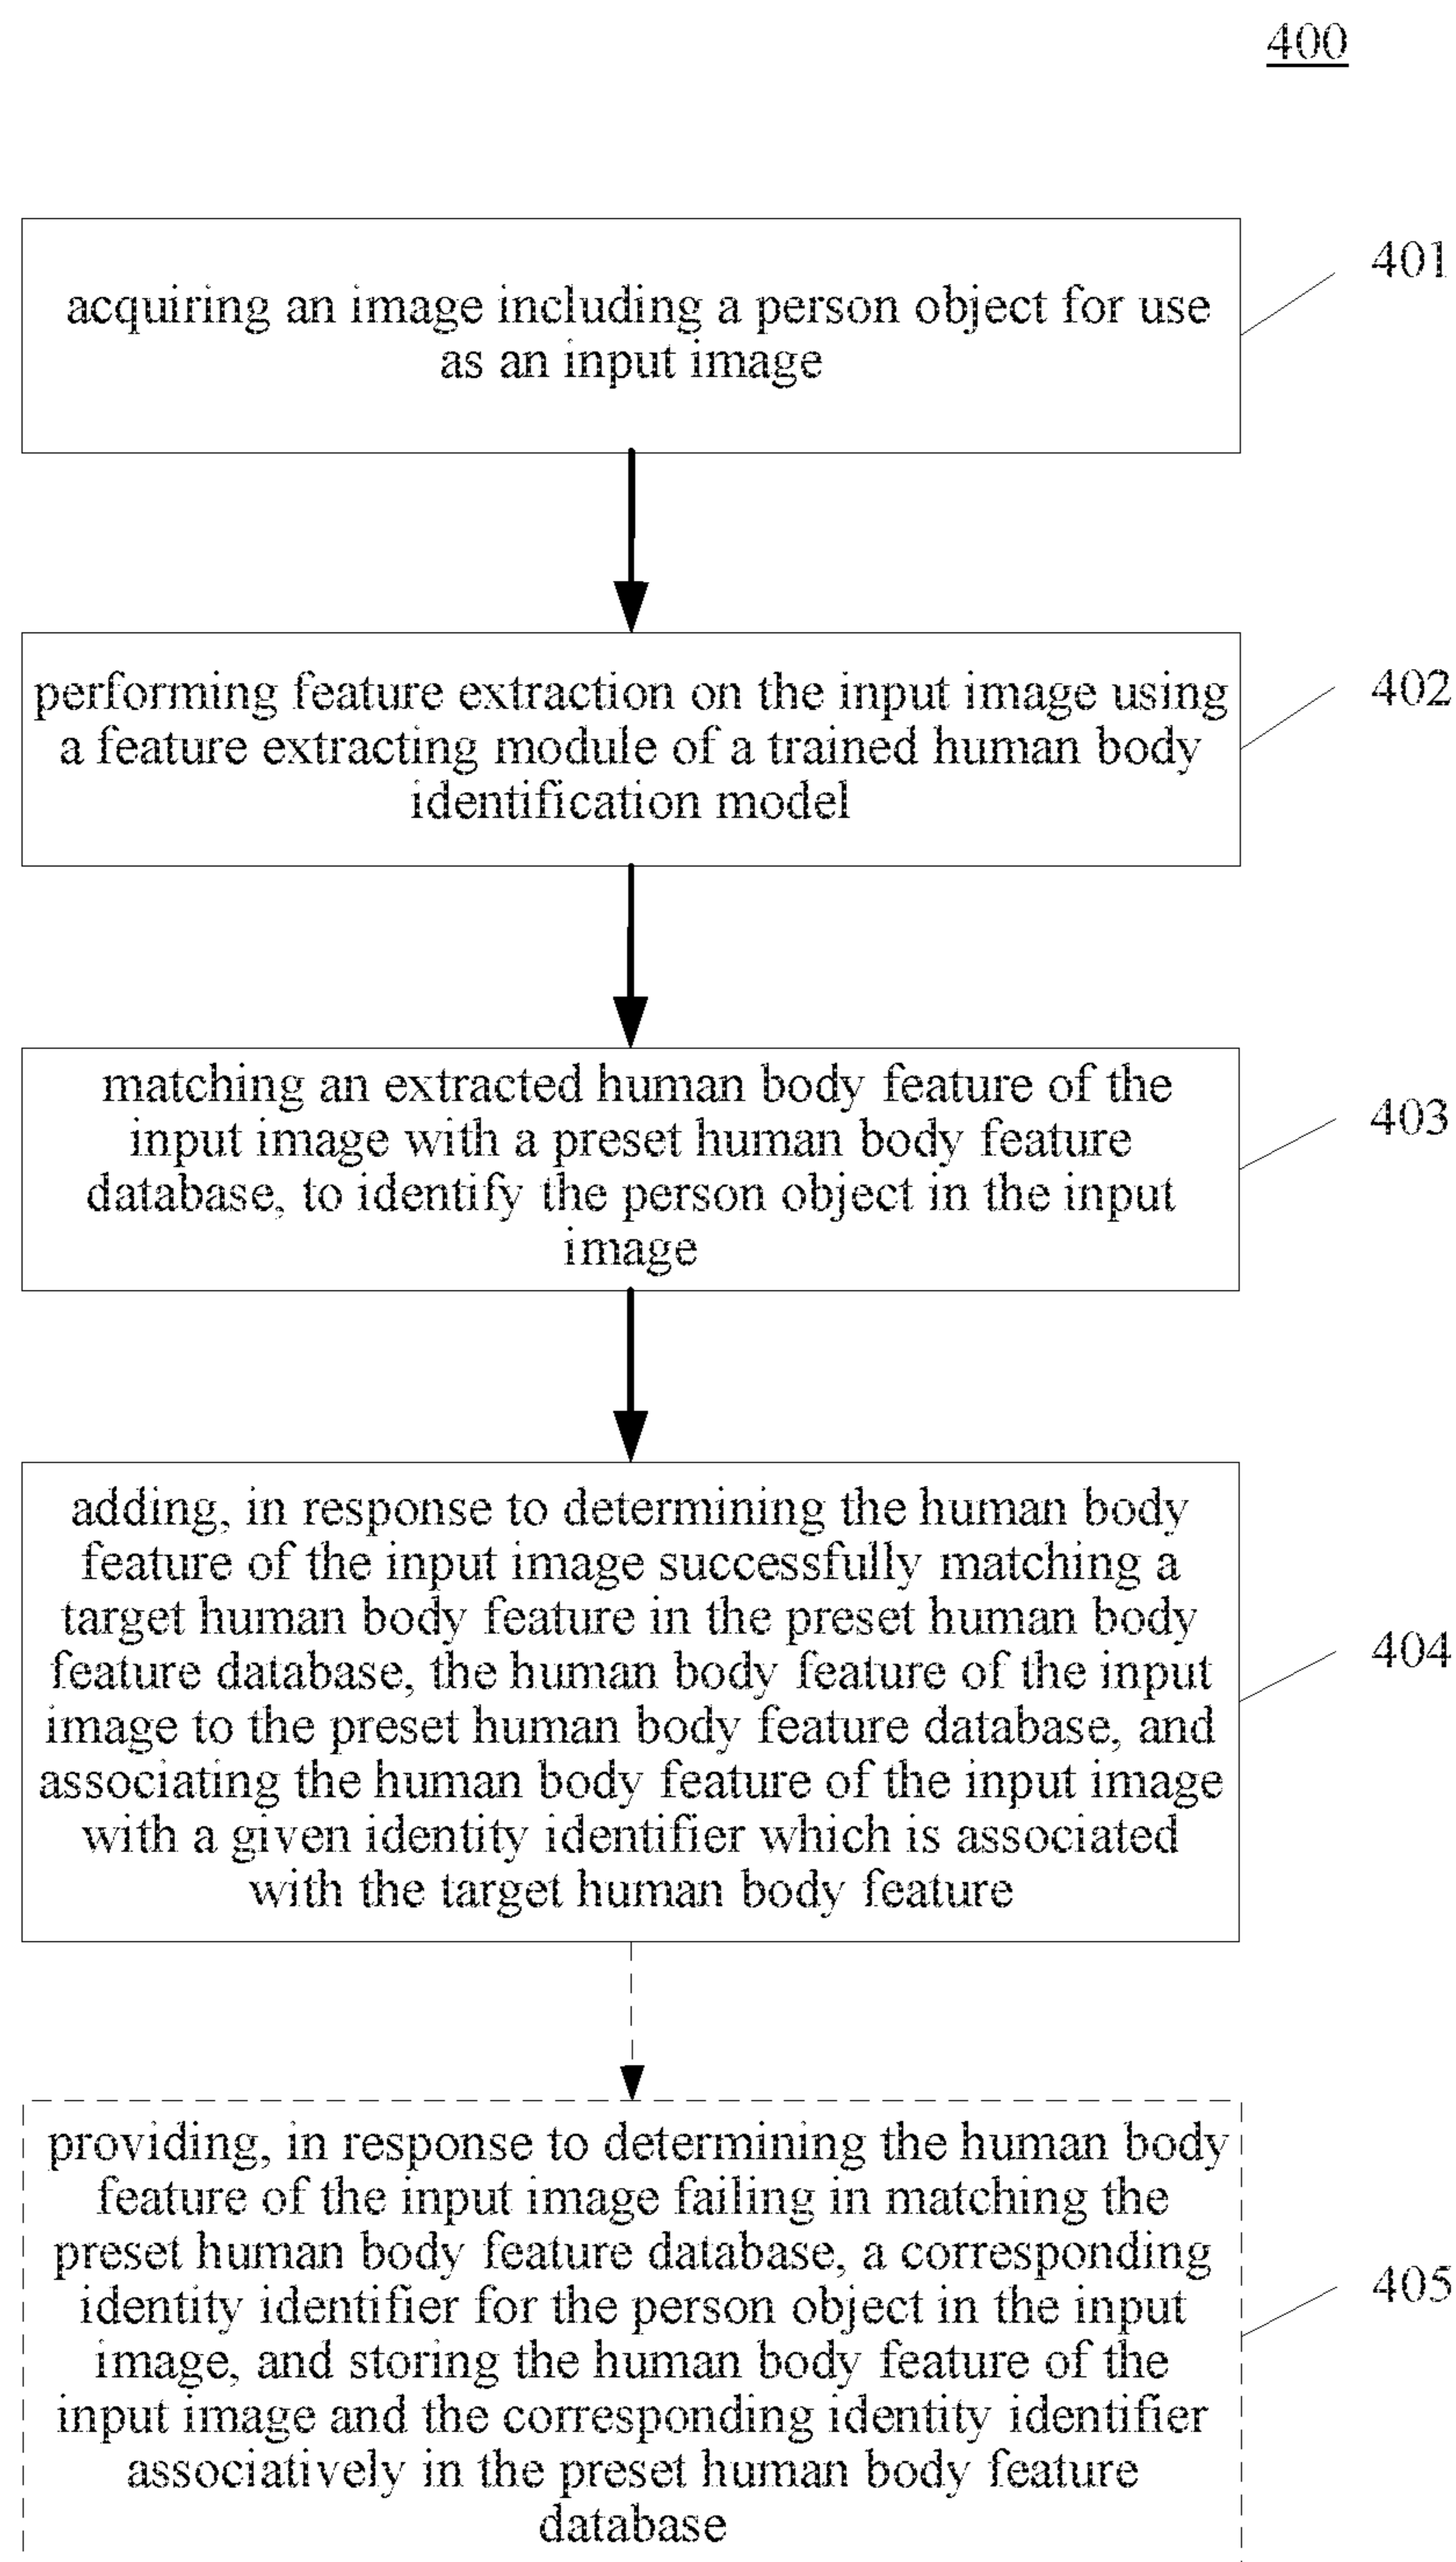 400
acquiring an image including a person object for use
as an input image
401
performing feature extraction on the input image using
a feature extracting module of a trained human body
identification model
402
matching an extracted human body feature of the
input image with a preset human body feature
database, to identify the person object in the input
image
403
adding, in response to determining the human body
feature of the input image successfully matching a
target human body feature in the preset human body
feature database, the human body feature of the input
image to the preset human body feature database, and
associating the human body feature of the input image
with a given identity identifier which is associated
with the target human body feature
404
providing, in response to determining the human body
feature of the input image failing in matching the
preset human body feature database, a corresponding
identity identifier for the person object in the input
image, and storing the human body feature of the
input image and the corresponding identity identifier
associatively in the preset human body feature
database
405